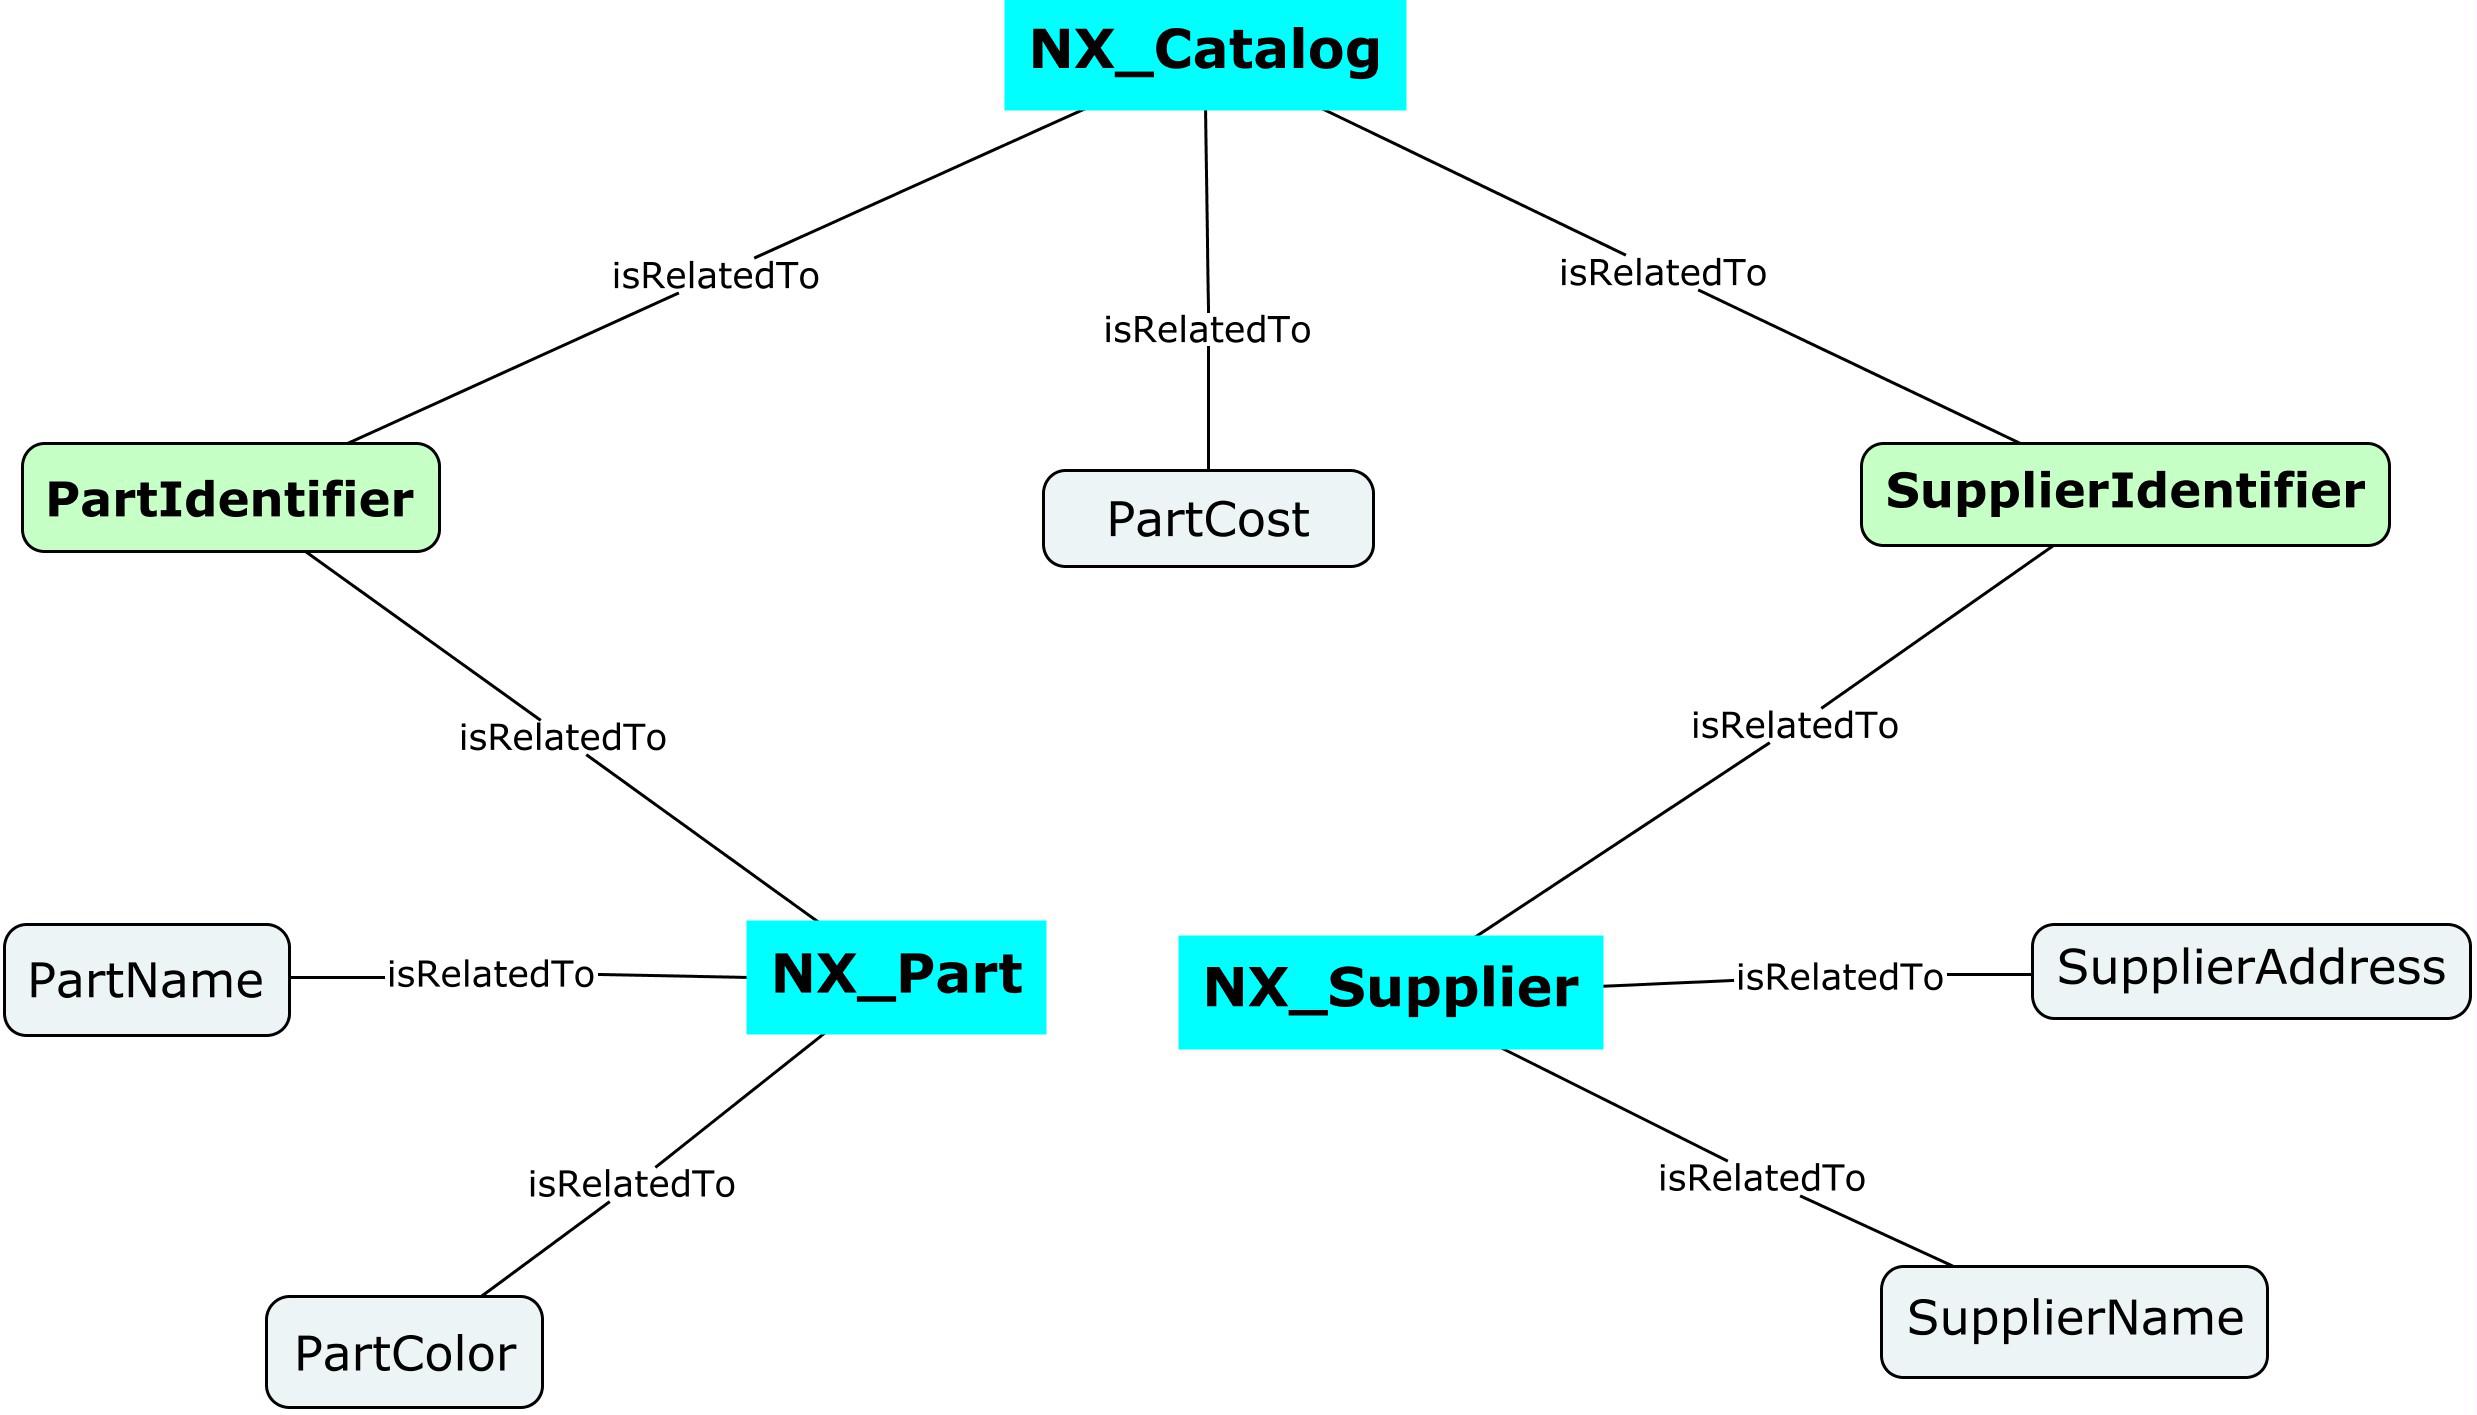 NX_Catalog
isRelatedTo
isRelatedTo
isRelatedTo
PartIdentifier
PartCost
SupplierIdentifier
isRelatedTo
isRelatedTo
PartName
isRelatedTo
NX_Part
NX_Supplier
isRelatedTo
SupplierAddress
isRelatedTo
isRelatedTo
PartColor
SupplierName